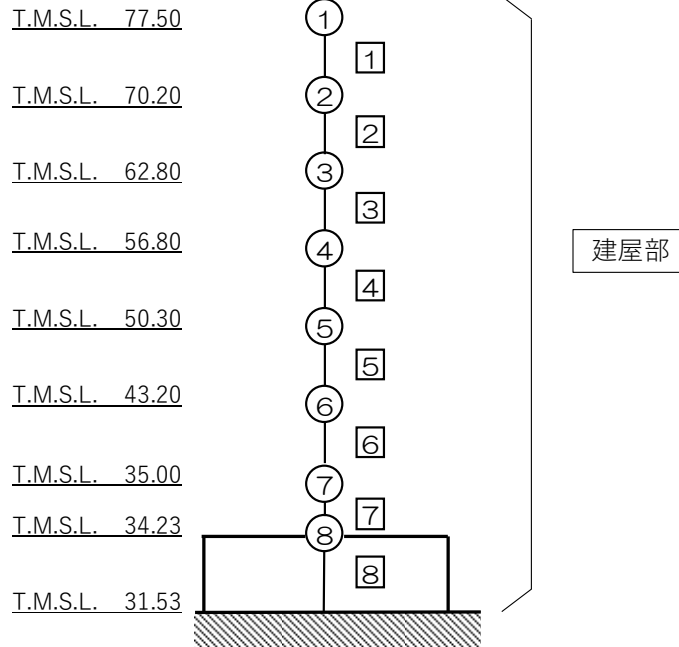 T.M.S.L. 77.50
①
1
T.M.S.L. 70.20
②
2
T.M.S.L. 62.80
③
3
T.M.S.L. 56.80
④
建屋部
4
T.M.S.L. 50.30
⑤
5
T.M.S.L. 43.20
⑥
6
T.M.S.L. 35.00
⑦
7
T.M.S.L. 34.23
⑧
8
T.M.S.L. 31.53